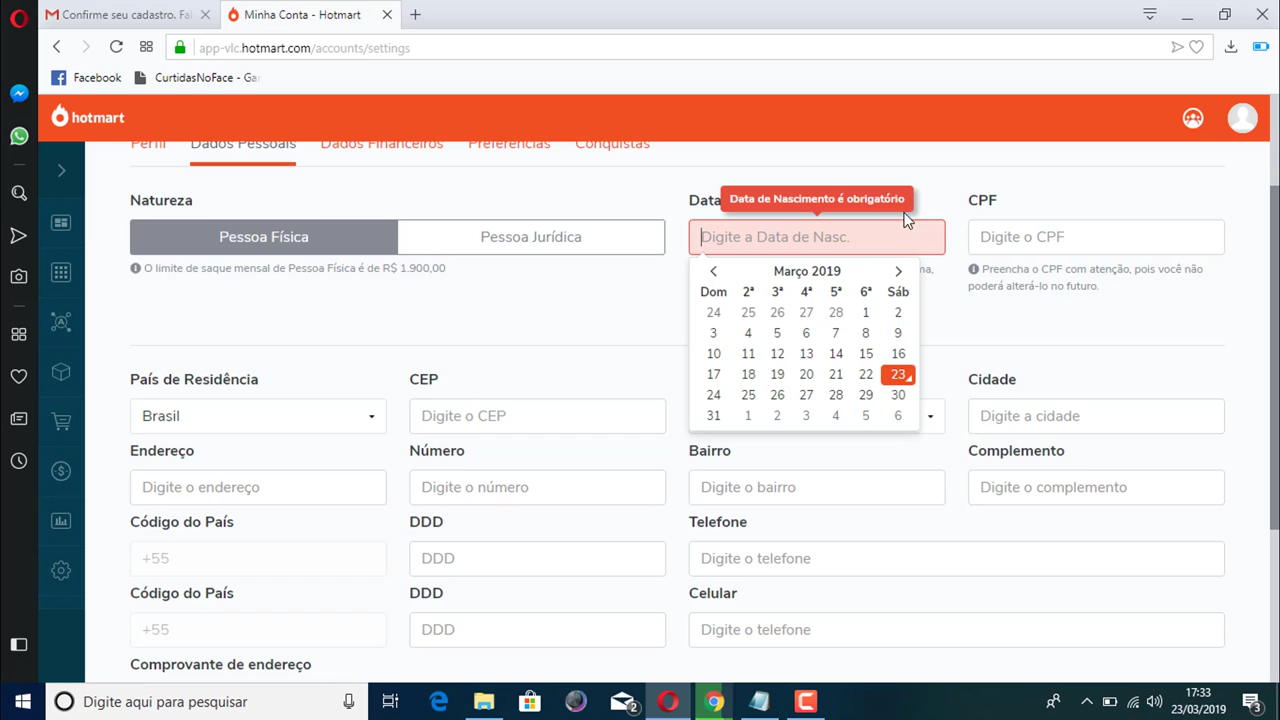 Confirme seu cadastro. Fal
Minha Conta - Hotmart
app-vlc.hotmart.com/accounts/settings
Facebook
CurtidasNoFace - Gan
hotmart
Perfil
Dados Pessoais
Dados Financeiros
Preferências
Conquistas
Natureza
Data
Data de Nascimento é obrigatório
CPF
Pessoa Física
Pessoa Jurídica
Digite a Data de Nasc.
Digite o CPF
O limite de saque mensal de Pessoa Física é de R$ 1.900,00
ma,
Preencha o CPF com atenção, pois você não
poderá alterá-lo no futuro.
Março 2019
Dom 2ª 3ª 4ª 5ª 6ª Sáb
24 25 26 27 28 1 2
3 4 5 6 7 8 9
10 11 12 13 14 15 16
17 18 19 20 21 22 23
24 25 26 27 28 29 30
31 1 2 3 4 5 6
País de Residência
CEP
Cidade
Brasil
Digite o CEP
Digite a cidade
Endereço
Número
Bairro
Complemento
Digite o endereço
Digite o número
Digite o bairro
Digite o complemento
Código do País
DDD
Telefone
+55
DDD
Digite o telefone
Código do País
DDD
Celular
+55
DDD
Digite o telefone
Comprovante de endereço
Digite aqui para pesquisar
2
17:33
23/03/2019
3